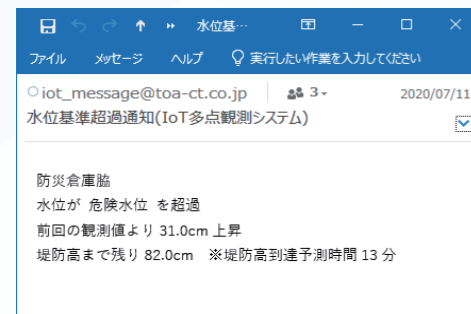 水位基…
ファイル メッセージ ヘルプ 実行したい作業を入力してください
iot_message@toa-ct.co.jp 3 2020/07/11
水位基準超過通知(IoT多点観測システム)
防災倉庫脇
水位が 危険水位 を超過
前回の観測値より 31.0cm 上昇
堤防高まで残り 82.0cm ※堤防高到達予測時間 13 分